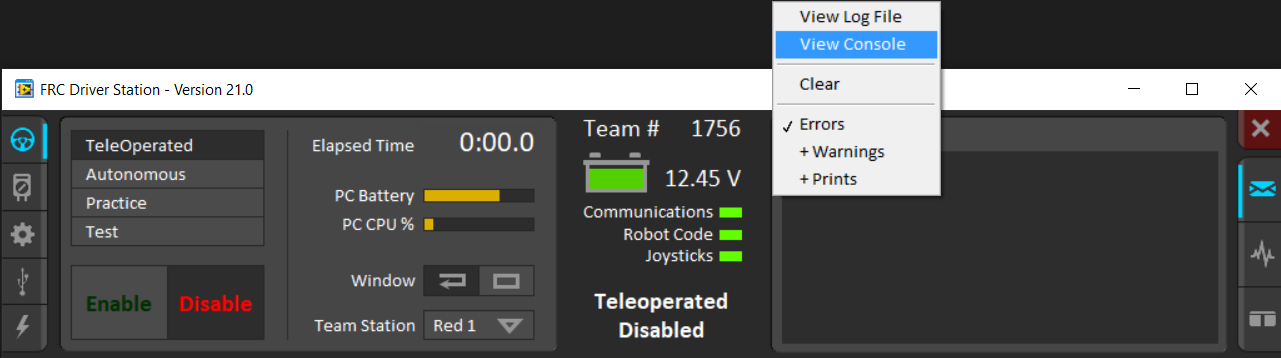 View Log File
View Console
Clear
✓ Errors
+ Warnings
+ Prints
FRC Driver Station - Version 21.0
TeleOperated
Autonomous
Practice
Test
Enable
Disable
Elapsed Time 0:00.0
PC Battery
PC CPU %
Window
Team Station Red 1
Team # 1756
12.45 V
Communications
Robot Code
Joysticks
Teleoperated
Disabled